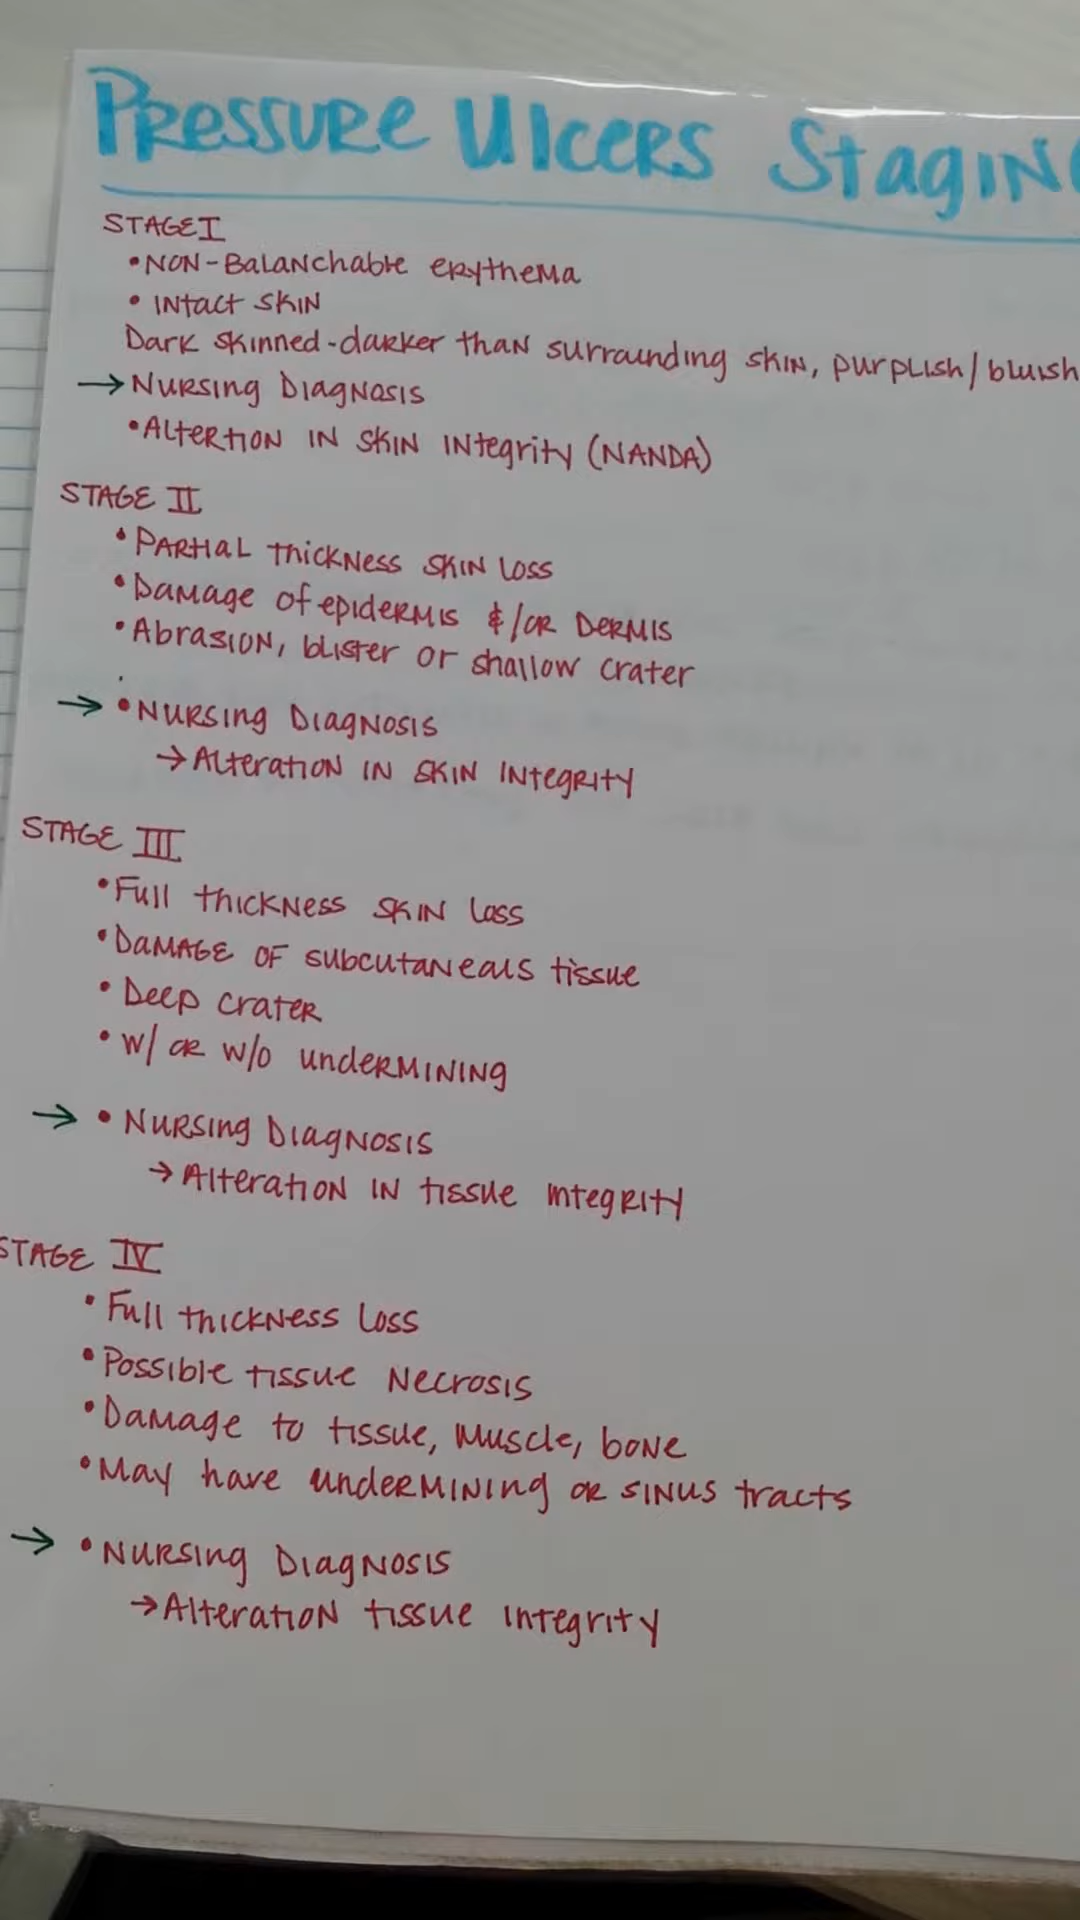 Pressure Ulcers Staging
STAGE I
• Non-Balanchable erythema
• Intact skin
Dark skinned-darker than surrounding skin, purplish/bluish
→ Nursing Diagnosis
• Altertion in skin integrity (NANDA)
STAGE II
• Partial thickness skin loss
• Damage of epidermis &/or Dermis
• Abrasion, blister or shallow crater
→ • Nursing Diagnosis
→ Alteration in skin integrity
STAGE III
• Full thickness skin loss
• Damage of subcutaneous tissue
• Deep crater
• w/ or w/o undermining
→ • Nursing Diagnosis
→ Alteration in tissue integrity
STAGE IV
• Full thickness loss
• Possible tissue Necrosis
• Damage to tissue, muscle, bone
• May have undermining or sinus tracts
→ • Nursing Diagnosis
→ Alteration tissue integrity